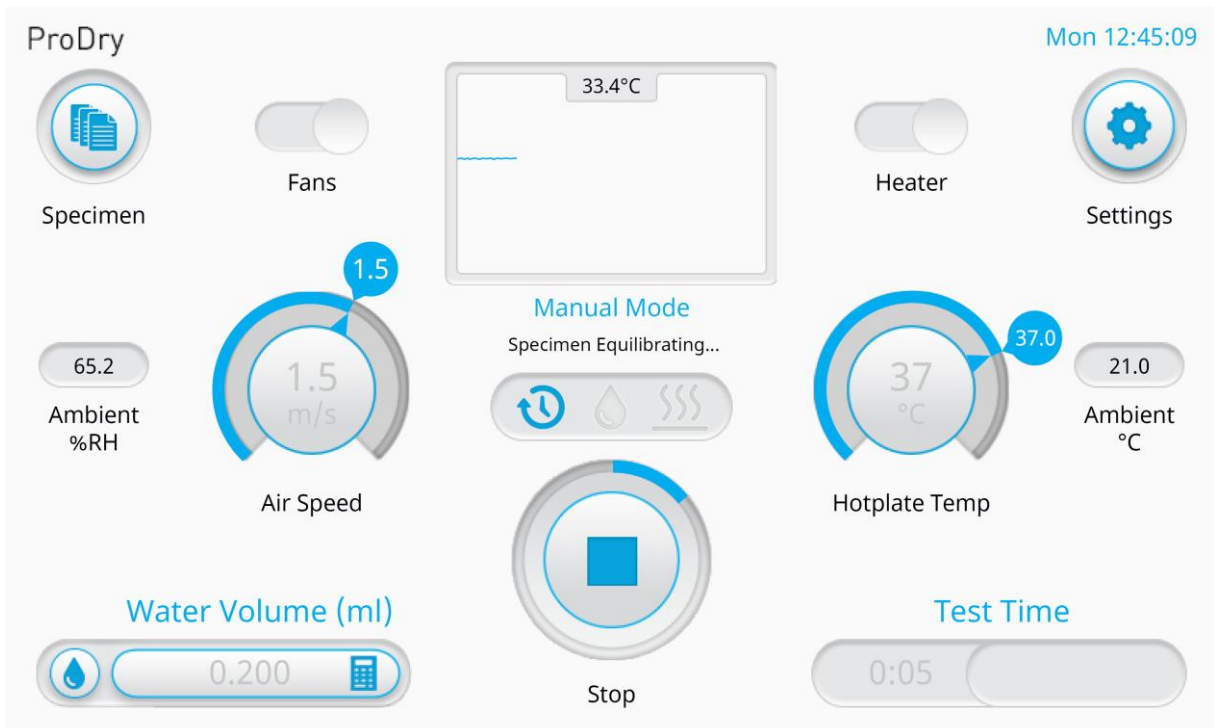 ProDry
Mon 12:45:09
33.4°C
Fans
Heater
Specimen
Settings
1.5
Manual Mode
Specimen Equilibrating...
37.0
65.2
1.5
m/s
37
°C
21.0
Ambient
%RH
Ambient
°C
Air Speed
Hotplate Temp
Water Volume (ml)
Test Time
0.200
0:05
Stop